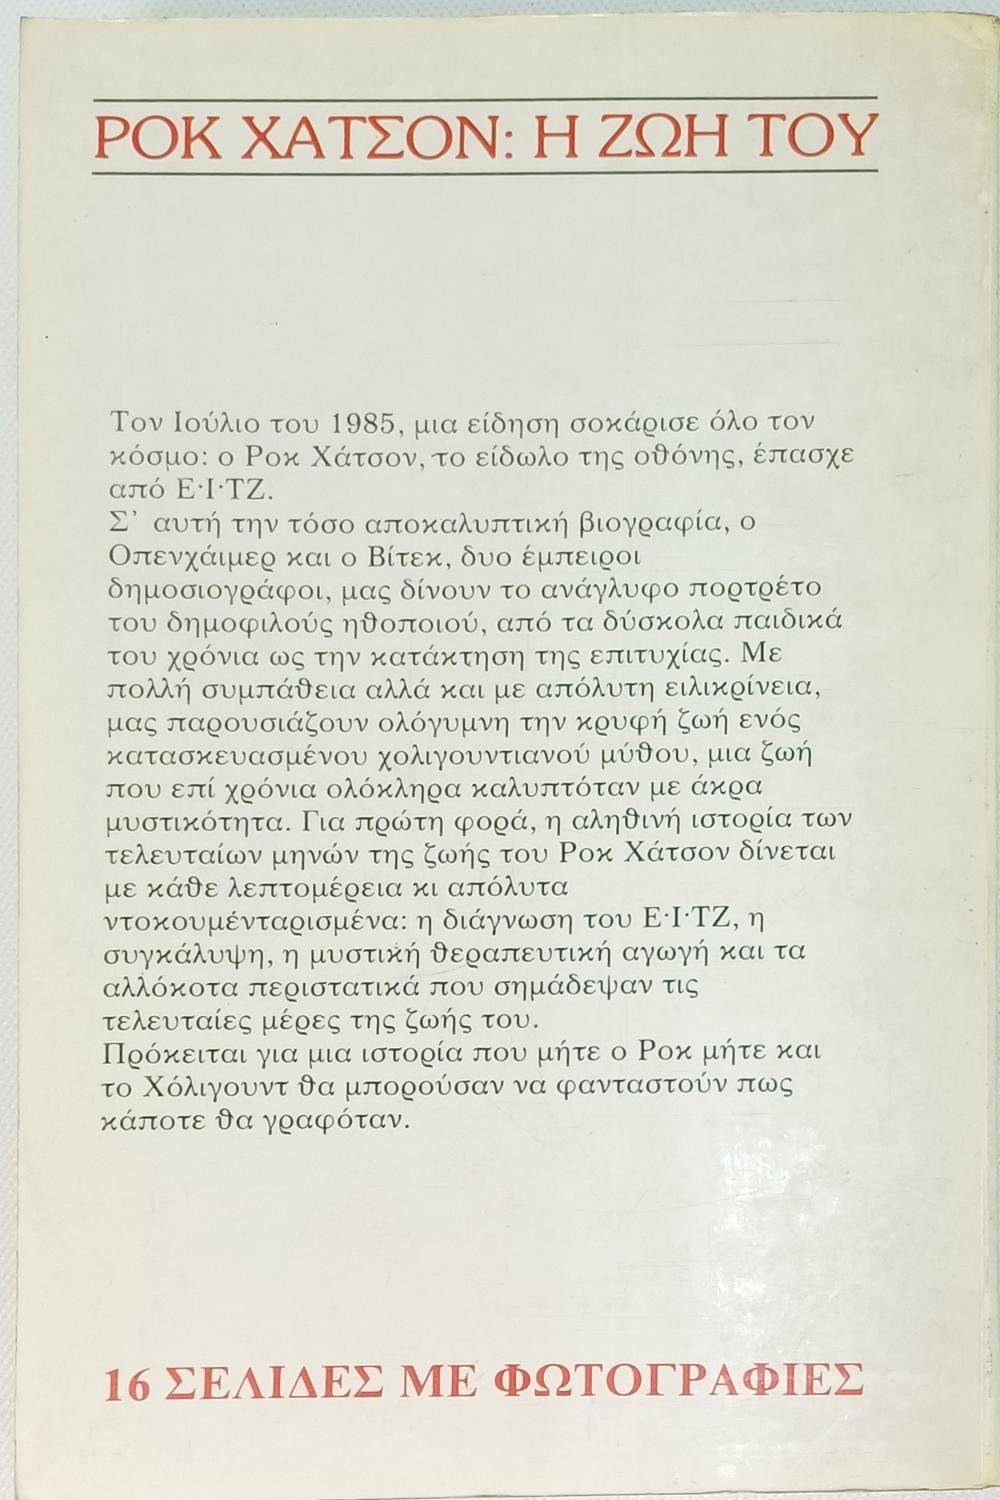 ΡΟΚ ΧΑΤΣΟΝ: Η ΖΩΗ ΤΟΥ
Τον Ιούλιο του 1985, μια είδηση σοκάρισε όλο τον
κόσμο: ο Ροκ Χάτσον, το είδωλο της οθόνης, έπασχε
από Ε·Ι·ΤΖ.
Σ' αυτή την τόσο αποκαλυπτική βιογραφία, ο
Οπενχάιμερ και ο Βίτεκ, δυο έμπειροι
δημοσιογράφοι, μας δίνουν το ανάγλυφο πορτρέτο
του δημοφιλούς ηθοποιού, από τα δύσκολα παιδικά
του χρόνια ως την κατάκτηση της επιτυχίας. Με
πολλή συμπάθεια αλλά και με απόλυτη ειλικρίνεια,
μας παρουσιάζουν ολόγυμνη την κρυφή ζωή ενός
κατασκευασμένου χολιγουντιανού μύθου, μια ζωή
που επί χρόνια ολόκληρα καλυπτόταν με άκρα
μυστικότητα. Για πρώτη φορά, η αληθινή ιστορία των
τελευταίων μηνών της ζωής του Ροκ Χάτσον δίνεται
με κάθε λεπτομέρεια κι απόλυτα
ντοκουμένταρισμένα: η διάγνωση του Ε·Ι·ΤΖ, η
συγκάλυψη, η μυστική θεραπευτική αγωγή και τα
αλλόκοτα περιστατικά που σημάδεψαν τις
τελευταίες μέρες της ζωής του.
Πρόκειται για μια ιστορία που μήτε ο Ροκ μήτε και
το Χόλιγουντ θα μπορούσαν να φανταστούν πως
κάποτε θα γραφόταν.
16 ΣΕΛΙΔΕΣ ΜΕ ΦΩΤΟΓΡΑΦΙΕΣ